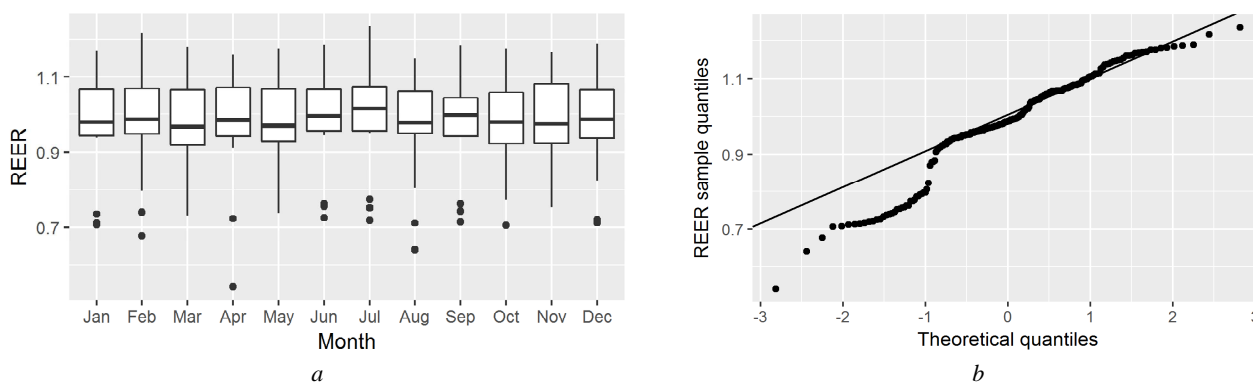 REER
1.1
0.9
0.7
Jan Feb Mar Apr May Jun Jul Aug Sep Oct Nov Dec
Month
a
REER sample quantiles
1.1
0.9
0.7
-3 -2 -1 0 1 2 3
Theoretical quantiles
b